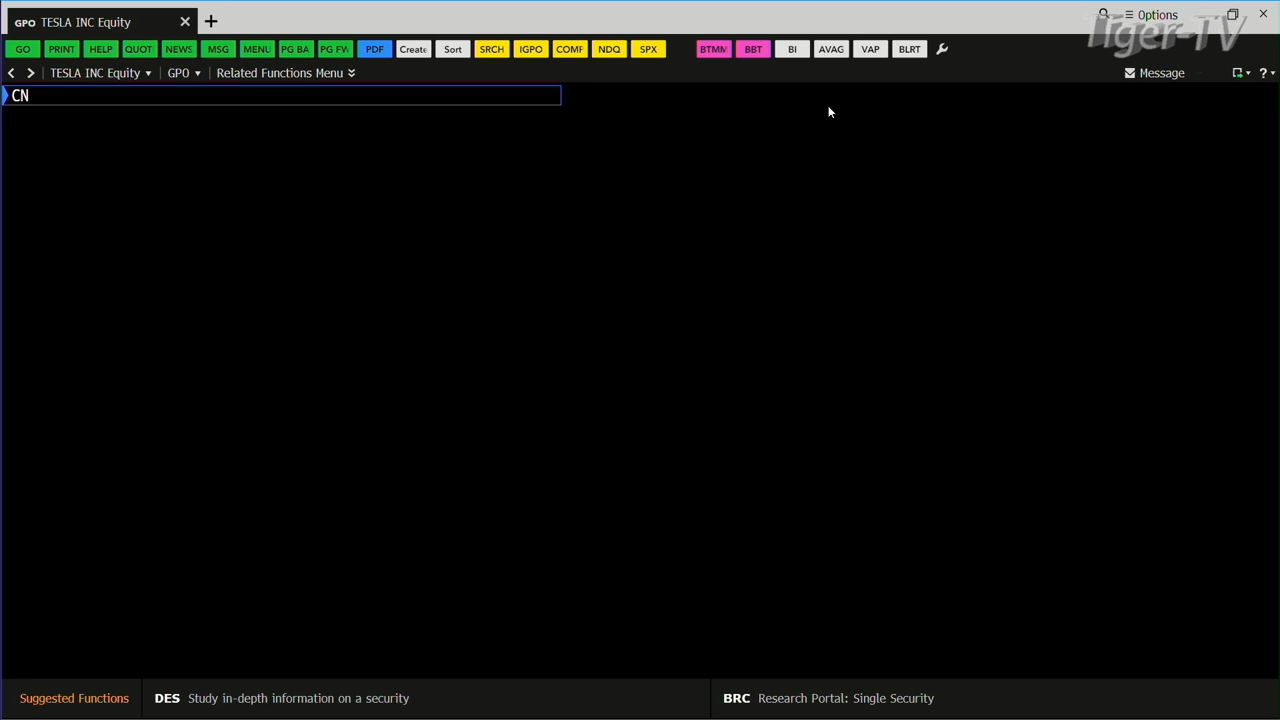 GPO TESLA INC Equity
Options
Tiger-TV
GO PRINT HELP QUOT NEWS MSG MENU PG BA PG FW PDF Create Sort SRCH IGPO COMP NDQ SPX BTMM BBT BI AVAG VAP BLRT
TESLA INC Equity GPO Related Functions Menu Message ?
CN
Suggested Functions DES Study in-depth information on a security BRC Research Portal: Single Security